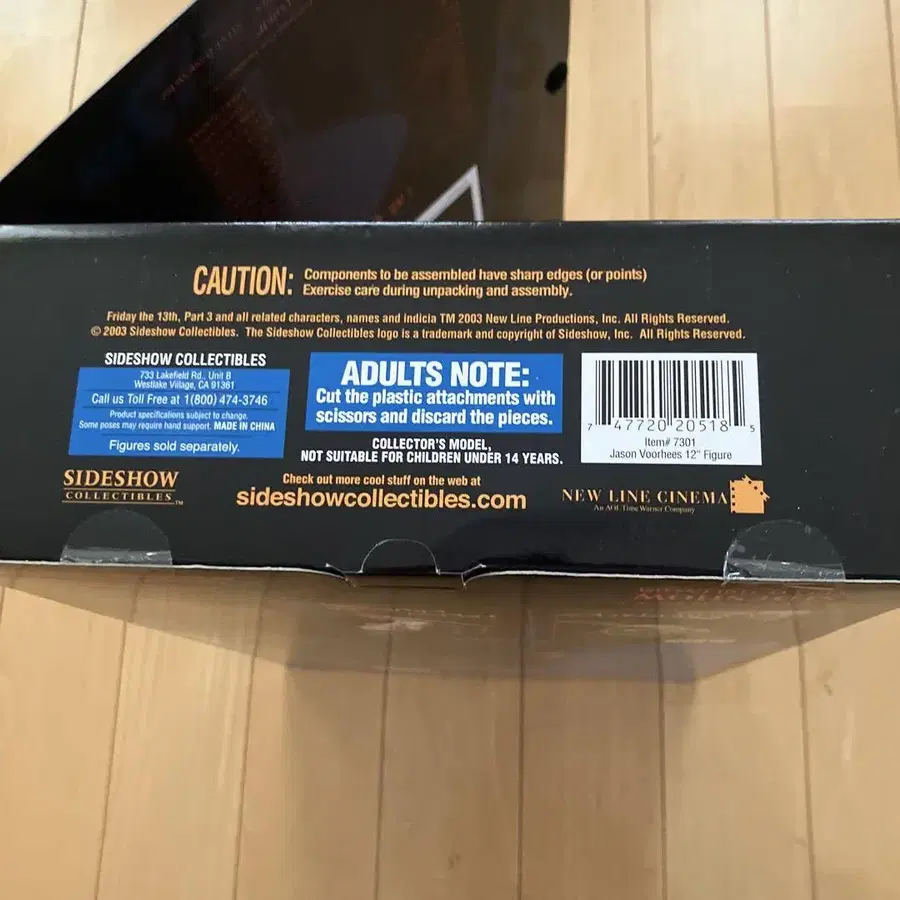 CAUTION: Components to be assembled have sharp edges (or points)
Exercise care during unpacking and assembly.
Friday the 13th, Part 3 and all related characters, names and indicia TM 2003 New Line Productions, Inc. All Rights Reserved.
© 2003 Sideshow Collectibles. The Sideshow Collectibles logo is a trademark and copyright of Sideshow, Inc. All Rights Reserved.
SIDESHOW COLLECTIBLES
733 Lakefield Rd., Unit B
Westlake Village, CA 91361
Call us Toll Free at 1(800) 474-3746
Product specifications subject to change.
Some poses may require hand support. MADE IN CHINA
Figures sold separately.
ADULTS NOTE:
Cut the plastic attachments with
scissors and discard the pieces.
COLLECTOR'S MODEL,
NOT SUITABLE FOR CHILDREN UNDER 14 YEARS.
7 47720 20518 5
Item# 7301
Jason Voorhees 12" Figure
SIDESHOW
COLLECTIBLES™
Check out more cool stuff on the web at
sideshowcollectibles.com
NEW LINE CINEMA
An AOL Time Warner Company